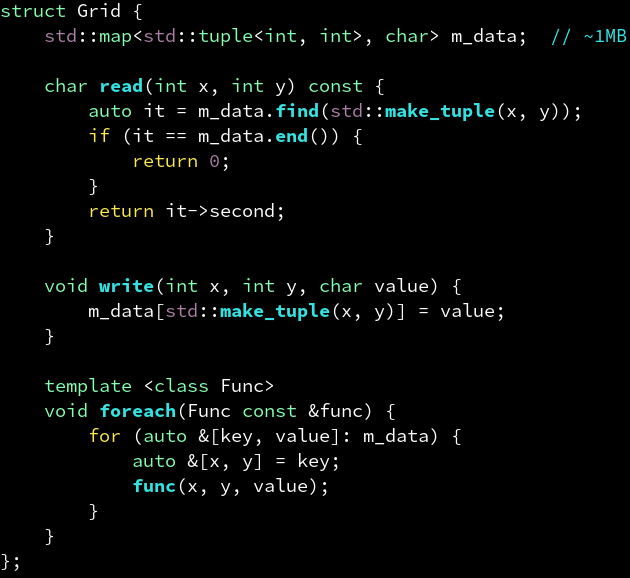 struct Grid {
    std::map<std::tuple<int, int>, char> m_data;  // ~1MB

    char read(int x, int y) const {
        auto it = m_data.find(std::make_tuple(x, y));
        if (it == m_data.end()) {
            return 0;
        }
        return it->second;
    }

    void write(int x, int y, char value) {
        m_data[std::make_tuple(x, y)] = value;
    }

    template <class Func>
    void foreach(Func const &func) {
        for (auto &[key, value]: m_data) {
            auto &[x, y] = key;
            func(x, y, value);
        }
    }
};